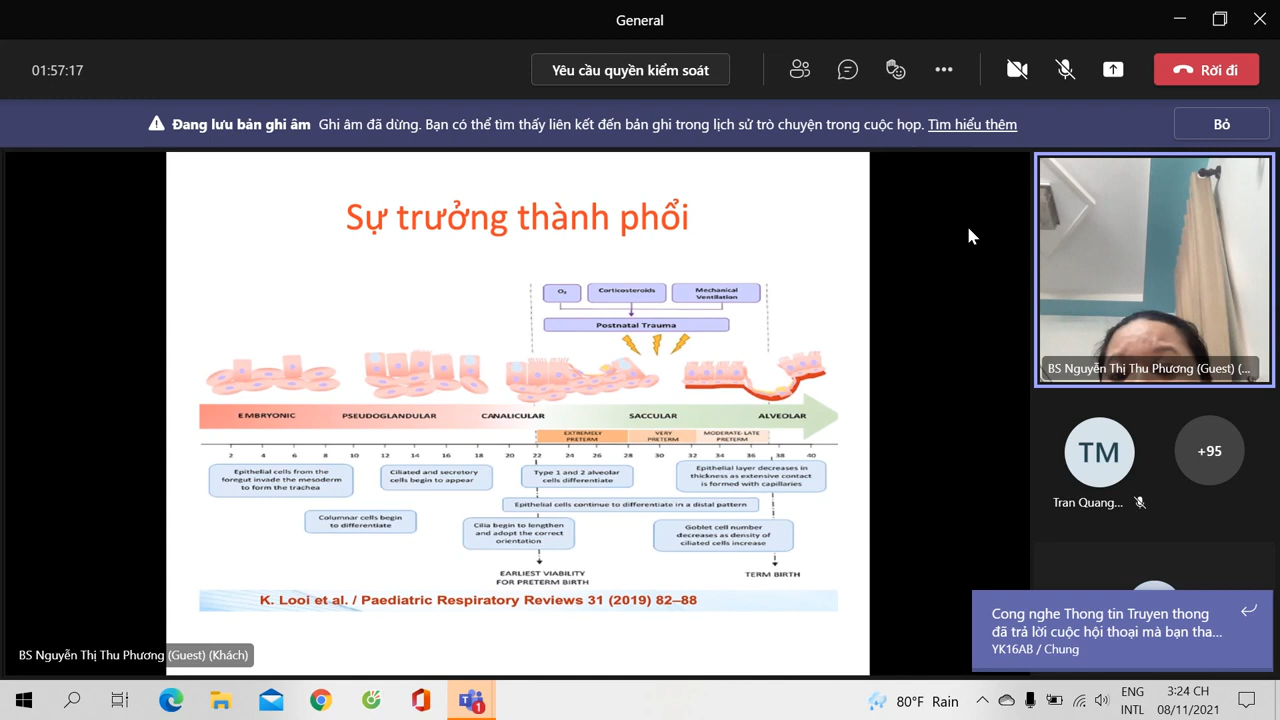 General
01:57:17
Yêu cầu quyền kiểm soát
Rời đi
Đang lưu bản ghi âm Ghi âm đã dừng. Bạn có thể tìm thấy liên kết đến bản ghi trong lịch sử trò chuyện trong cuộc họp. Tìm hiểu thêm
Bỏ
Sự trưởng thành phổi
O₂
Corticosteroids
Mechanical
Ventilation
Postnatal Trauma
EMBRYONIC
PSEUDOGLANDULAR
CANALICULAR
SACCULAR
ALVEOLAR
EXTREMELY
PRETERM
VERY
PRETERM
MODERATE-LATE
PRETERM
2 4 6 8 10 12 14 16 18 20 22 24 26 28 30 32 34 36 38 40
Epithelial cells from the
foregut invade the mesoderm
to form the trachea
Ciliated and secretory
cells begin to appear
Type 1 and 2 alveolar
cells differentiate
Epithelial layer decreases in
thickness as extensive contact
is formed with capillaries
Epithelial cells continue to differentiate in a distal pattern
Columnar cells begin
to differentiate
Cilia begin to lengthen
and adopt the correct
orientation
Goblet cell number
decreases as density of
ciliated cells increase
EARLIEST VIABILITY
FOR PRETERM BIRTH
TERM BIRTH
K. Looi et al. / Paediatric Respiratory Reviews 31 (2019) 82–88
BS Nguyễn Thị Thu Phương (Guest) (Khách)
BS Nguyễn Thị Thu Phương (Guest) (...
TM
+95
Tran Quang...
Cong nghe Thong tin Truyen thong
đã trả lời cuộc hội thoại mà bạn tha...
YK16AB / Chung
1
80°F Rain
ENG
INTL
3:24 CH
08/11/2021